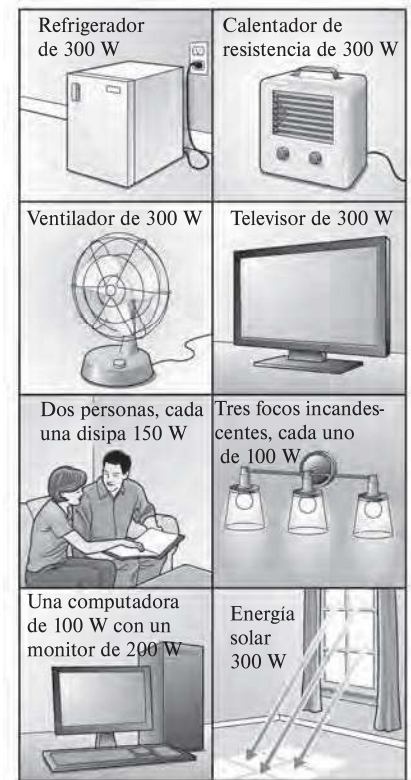 Refrigerador
de 300 W
Calentador de
resistencia de 300 W
Ventilador de 300 W
Televisor de 300 W
Dos personas, cada
una disipa 150 W
Tres focos incandes-
centes, cada uno
de 100 W
Una computadora
de 100 W con un
monitor de 200 W
Energía
solar
300 W